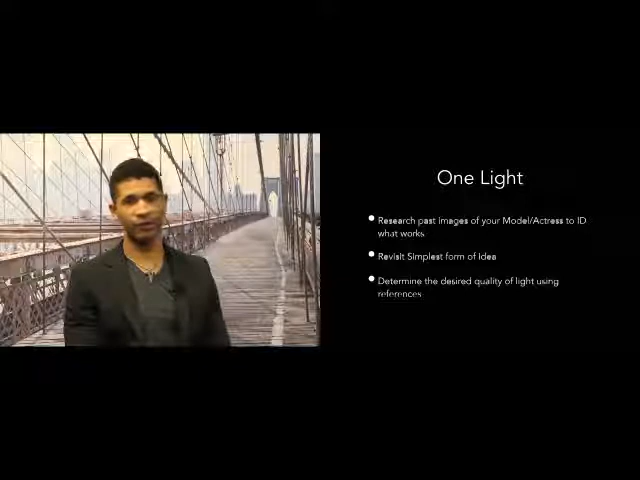 One Light
Research past images of your Model/Actress to ID
what works
Revisit Simplest form of Idea
Determine the desired quality of light using
references